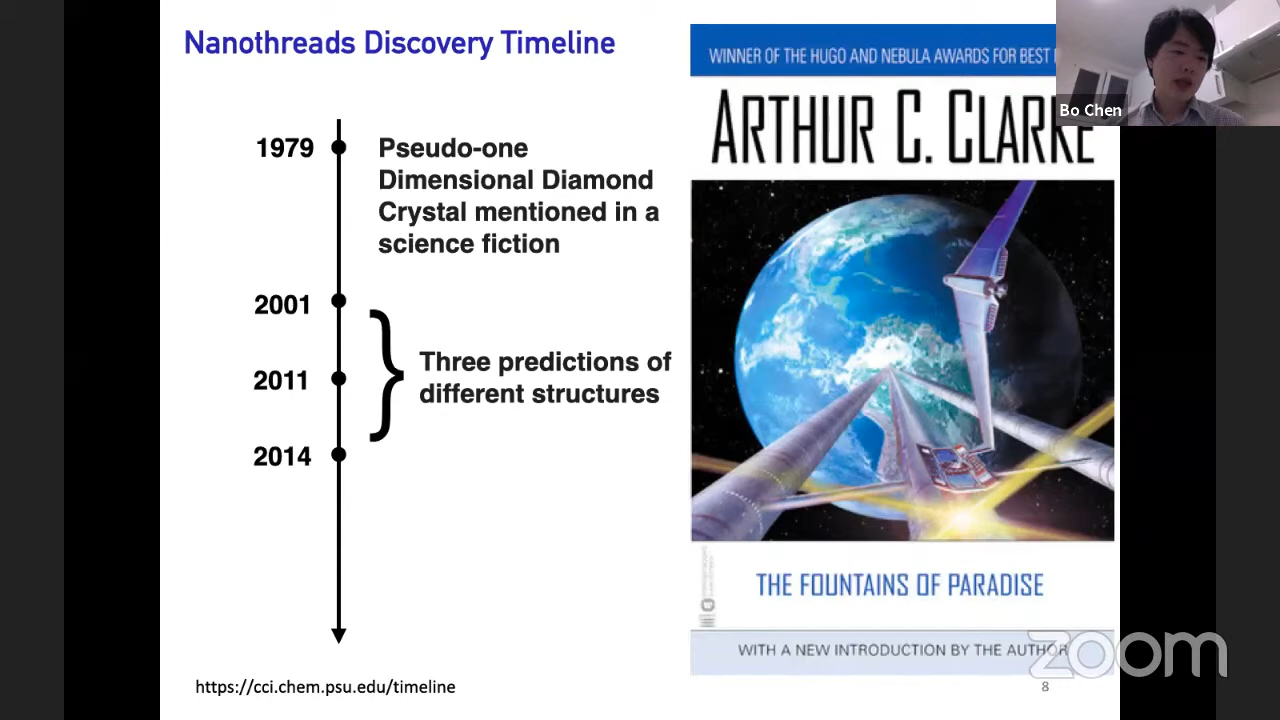 Nanothreads Discovery Timeline
1979
Pseudo-one
Dimensional Diamond
Crystal mentioned in a
science fiction
2001
2011
2014
}
Three predictions of
different structures
https://cci.chem.psu.edu/timeline
WINNER OF THE HUGO AND NEBULA AWARDS FOR BEST
ARTHUR C. CLARKE
THE FOUNTAINS OF PARADISE
WITH A NEW INTRODUCTION BY THE AUTHOR
8
Bo Chen
zoom